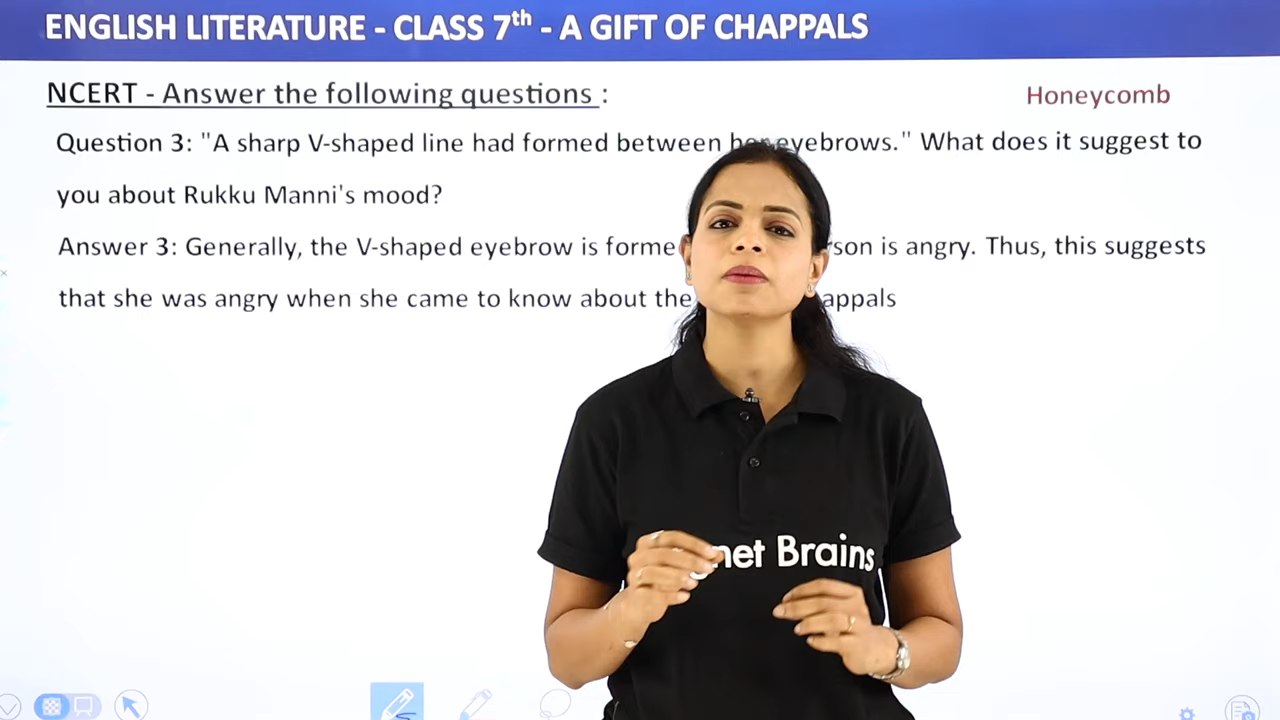 ENGLISH LITERATURE - CLASS 7th - A GIFT OF CHAPPALS
NCERT - Answer the following questions :
Honeycomb
Question 3: "A sharp V-shaped line had formed between her eyebrows." What does it suggest to
you about Rukku Manni's mood?
Answer 3: Generally, the V-shaped eyebrow is forme son is angry. Thus, this suggests
that she was angry when she came to know about the appals
net Brains